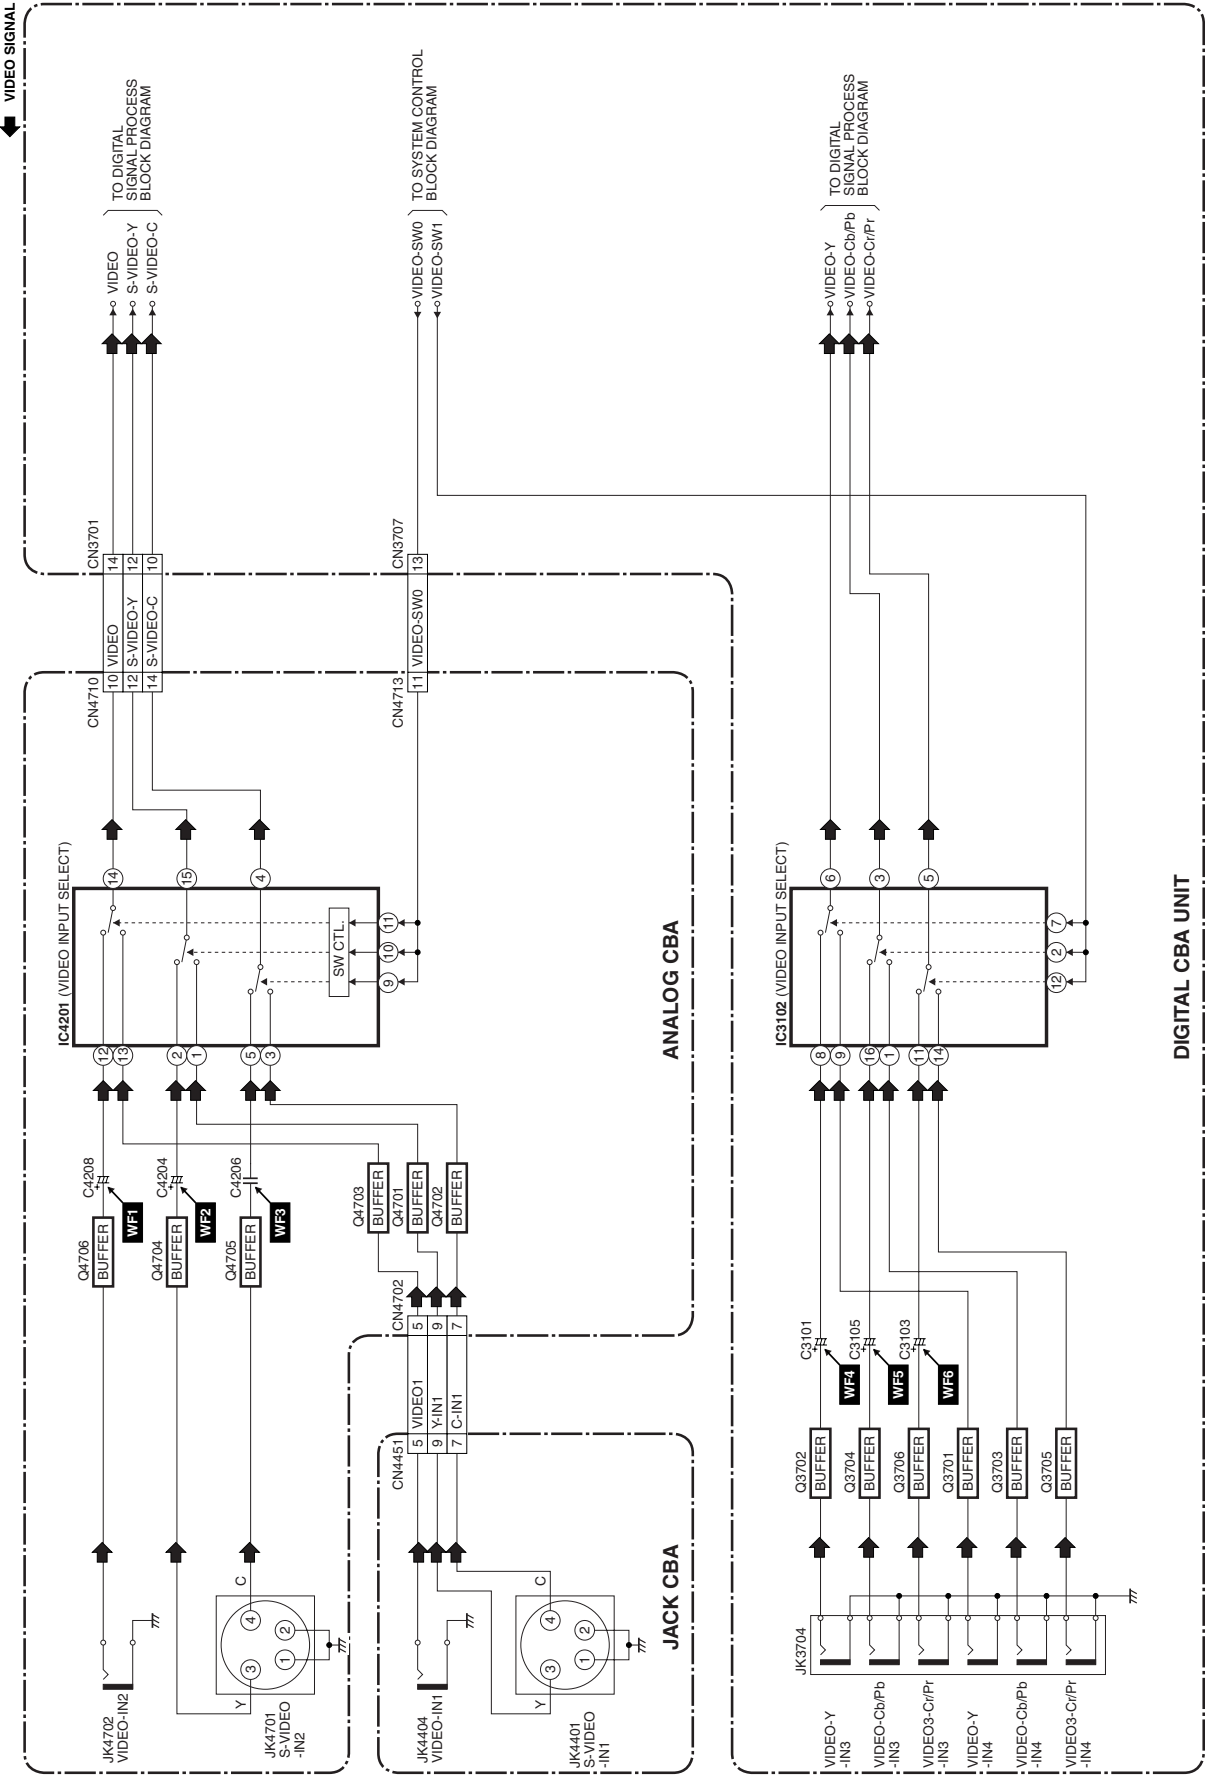 VIDEO SIGNAL
TO DIGITAL
SIGNAL PROCESS
BLOCK DIAGRAM
VIDEO
S-VIDEO-Y
S-VIDEO-C
TO SYSTEM CONTROL
BLOCK DIAGRAM
VIDEO-SW0
VIDEO-SW1
TO DIGITAL
SIGNAL PROCESS
BLOCK DIAGRAM
VIDEO-Y
VIDEO-Cb/Pb
VIDEO-Cr/Pr
CN3701
14
12
10
VIDEO
S-VIDEO-Y
S-VIDEO-C
10
12
14
CN4710
CN3707
13
VIDEO-SW0
11
CN4713
IC4201 (VIDEO INPUT SELECT)
14
15
4
SW CTL.
9
10
11
12
13
2
1
5
3
ANALOG CBA
IC3102 (VIDEO INPUT SELECT)
6
3
5
12
2
7
8
9
16
1
11
14
DIGITAL CBA UNIT
C4208
+
WF1
Q4706
BUFFER
C4204
+
WF2
Q4704
BUFFER
C4206
WF3
Q4705
BUFFER
Q4703
BUFFER
Q4701
BUFFER
Q4702
BUFFER
CN4702
5
9
7
VIDEO1
Y-IN1
C-IN1
5
9
7
CN4451
C3101
+
WF4
C3105
+
WF5
C3103
+
WF6
Q3702
BUFFER
Q3704
BUFFER
Q3706
BUFFER
Q3701
BUFFER
Q3703
BUFFER
Q3705
BUFFER
JK4702
VIDEO-IN2
C
4
2
3
1
Y
JK4701
S-VIDEO
-IN2
JK4404
VIDEO-IN1
C
4
2
3
1
Y
JK4401
S-VIDEO
-IN1
JACK CBA
JK3704
VIDEO-Y
-IN3
VIDEO-Cb/Pb
-IN3
VIDEO3-Cr/Pr
-IN3
VIDEO-Y
-IN4
VIDEO-Cb/Pb
-IN4
VIDEO3-Cr/Pr
-IN4